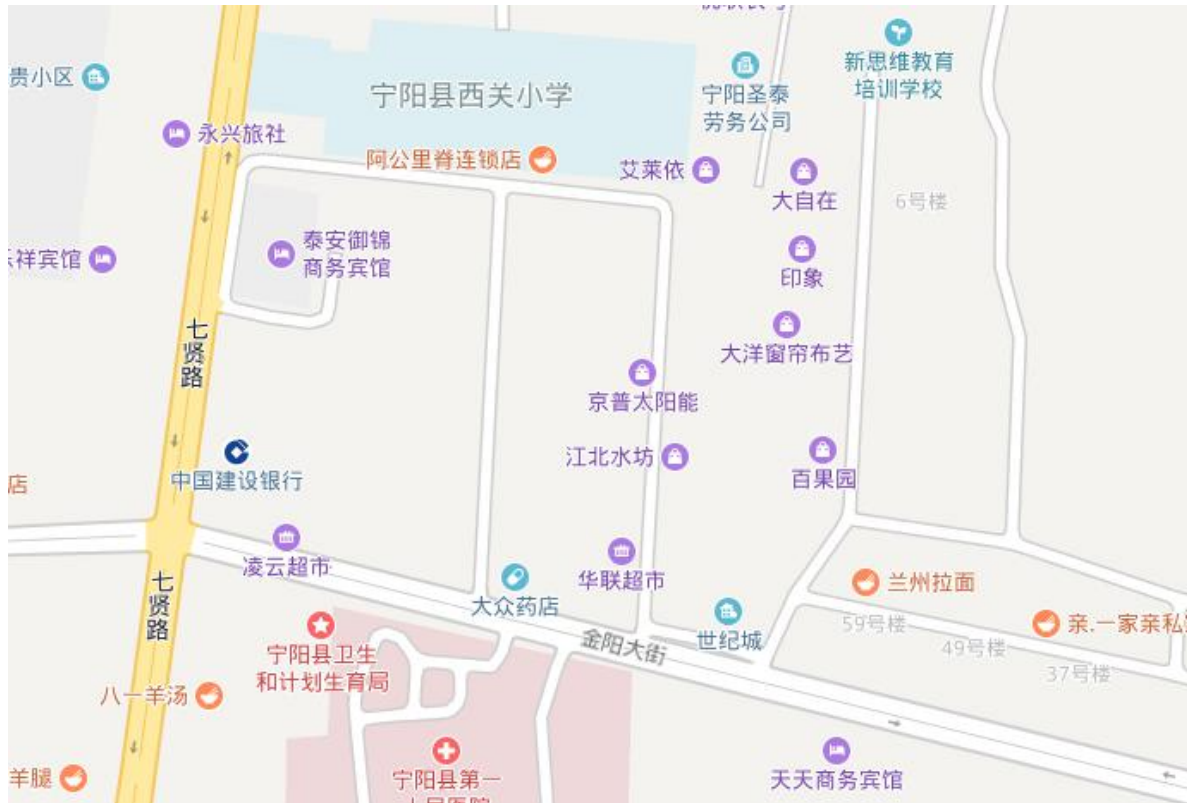 贵小区
宁阳县西关小学
宁阳圣泰
劳务公司
新思维教育
培训学校
永兴旅社
阿公里脊连锁店
艾莱依
大自在
6号楼
祥宾馆
泰安御锦
商务宾馆
印象
七贤路
大洋窗帘布艺
京普太阳能
江北水坊
百果园
中国建设银行
店
凌云超市
华联超市
大众药店
兰州拉面
七贤路
世纪城
59号楼
亲.一家亲私
金阳大街
49号楼
37号楼
宁阳县卫生
和计划生育局
八一羊汤
羊腿
宁阳县第一
天天商务宾馆